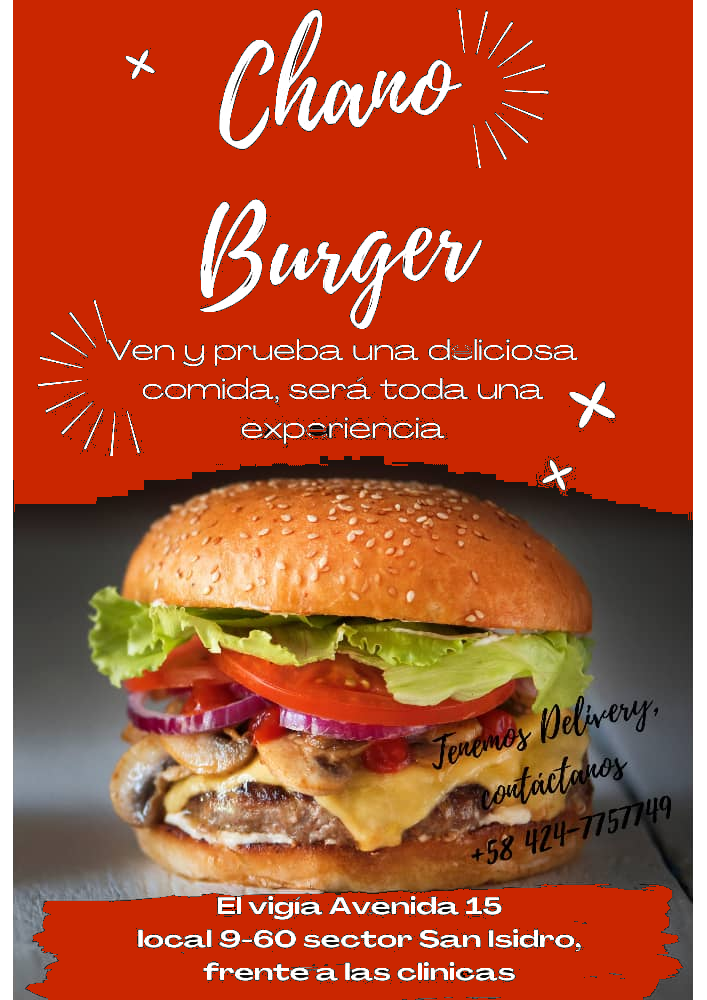 Chano
Burger
Ven y prueba una deliciosa
comida, será toda una
experiencia
Tenemos Delivery,
contáctanos
+58 424-7757749
El vigía Avenida 15
local 9-60 sector San Isidro,
frente a las clinicas